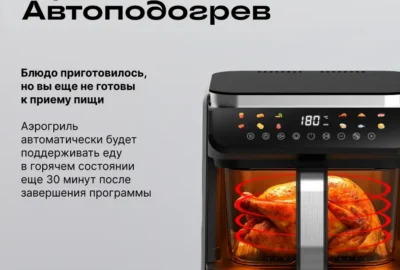 Автоподогрев
Блюдо приготовилось,
но вы еще не готовы
к приему пищи
Аэрогриль
автоматически будет
поддерживать еду
в горячем состоянии
еще 30 минут после
завершения программы
180°C